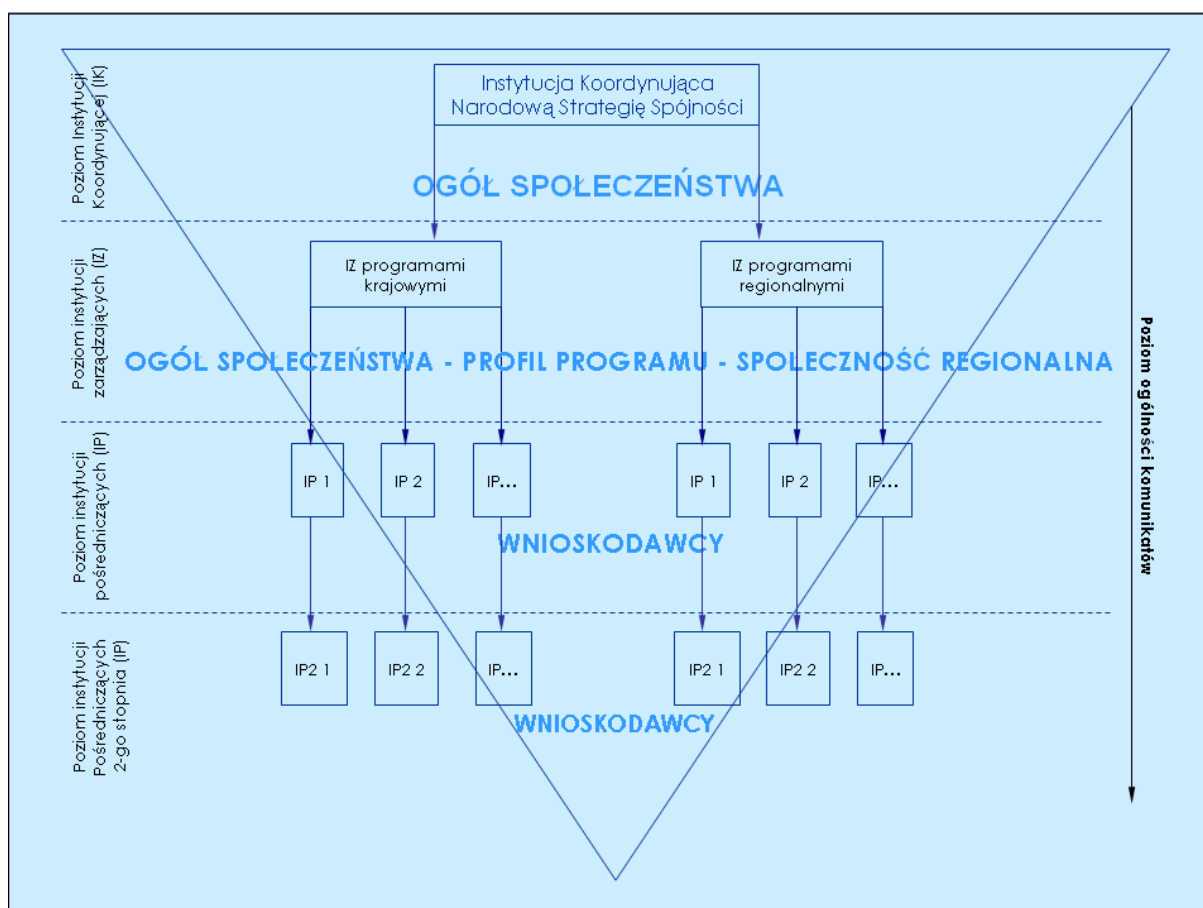 Poziom Instytucji
Koordynującej (IK)
Instytucja Koordynująca
Narodową Strategię Spójności
OGÓŁ SPOŁECZEŃSTWA
Poziom instytucji
zarządzających (IZ)
IZ programami
krajowymi
IZ programami
regionalnymi
OGÓŁ SPOŁECZEŃSTWA - PROFIL PROGRAMU - SPOŁECZNOŚĆ REGIONALNA
Poziom ogólności komunikatów
Poziom instytucji
pośredniczących (IP)
IP 1
IP 2
IP...
IP 1
IP 2
IP...
WNIOSKODAWCY
Poziom instytucji
Pośredniczących
2-go stopnia (IP)
IP2 1
IP2 2
IP...
IP2 1
IP2 2
IP...
WNIOSKODAWCY